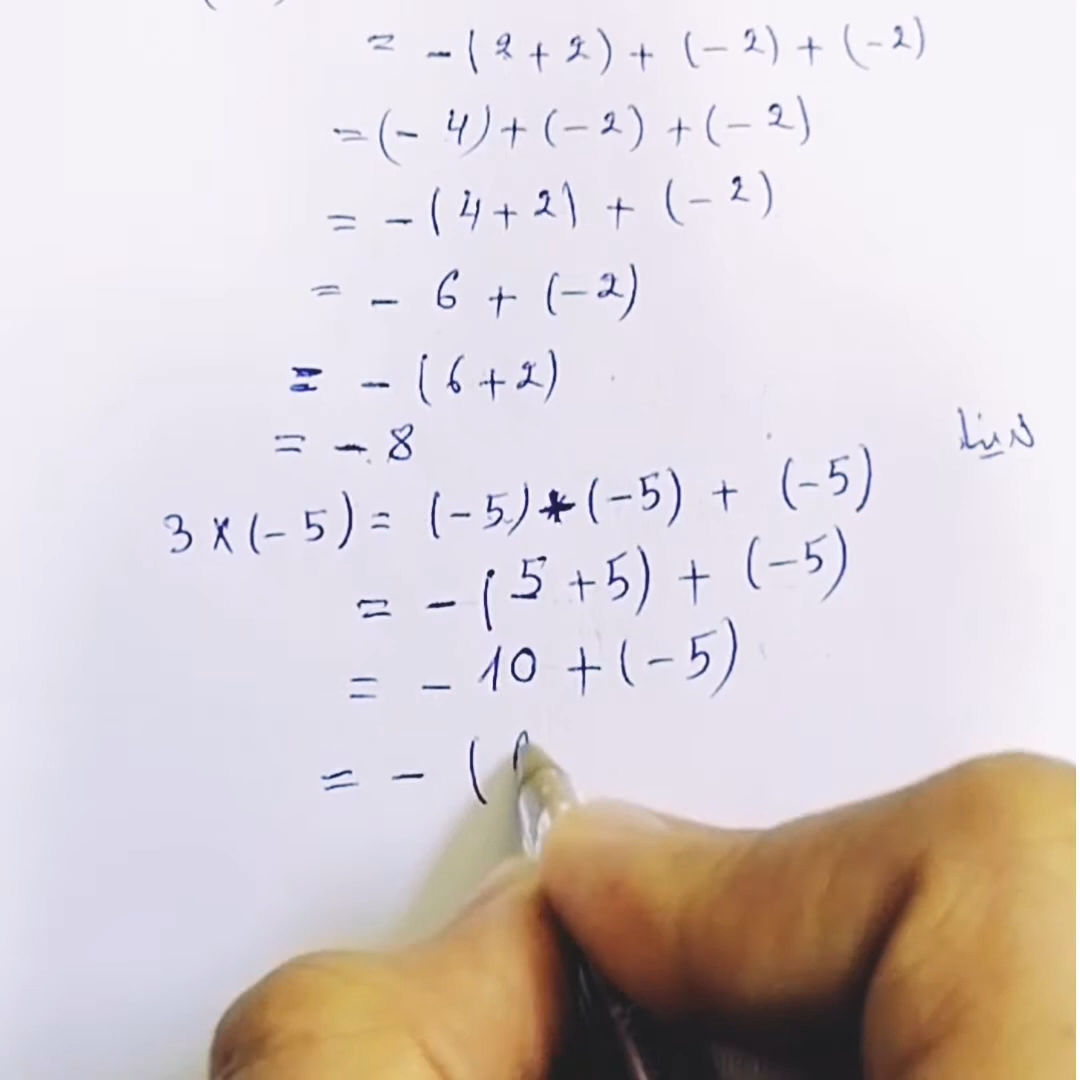 = -(2+2) + (-2) + (-2)
= (-4) + (-2) + (-2)
= -(4+2) + (-2)
= - 6 + (-2)
= - (6+2)
= - 8
3 x (-5) = (-5) + (-5) + (-5)
= - (5+5) + (-5)
= - 10 + (-5)
= - (